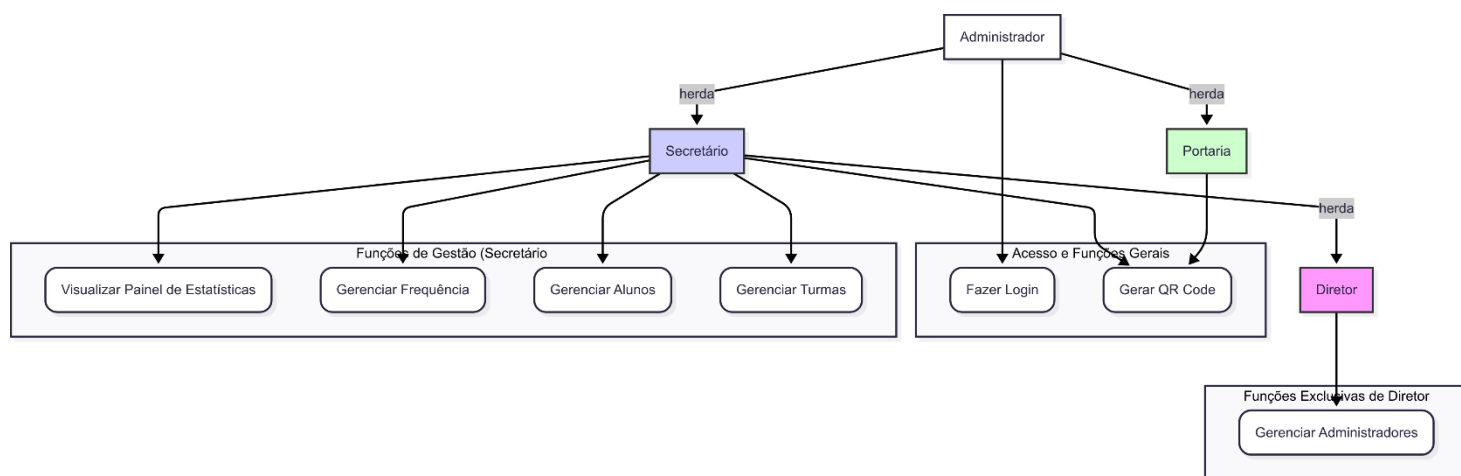 Administrador
herda
herda
Secretário
Portaria
herda
Funções de Gestão (Secretário
Acesso e Funções Gerais
Visualizar Painel de Estatísticas
Gerenciar Frequência
Gerenciar Alunos
Gerenciar Turmas
Fazer Login
Gerar QR Code
Diretor
Funções Exclusivas de Diretor
Gerenciar Administradores